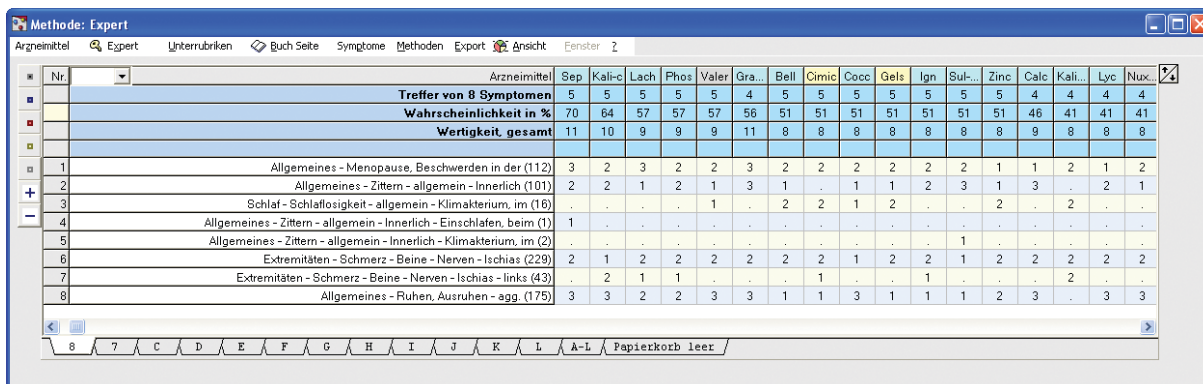 Methode: Expert
Arzneimittel Expert Unterrubriken Buch Seite Symptome Methoden Export Ansicht Fenster ?
Nr. Arzneimittel Sep Kali-c Lach Phos Valer Gra... Bell Cimic Cocc Gels Ign Sul-... Zinc Calc Kali... Lyc Nux...
Treffer von 8 Symptomen 5 5 5 5 5 4 5 5 5 5 5 5 5 4 4 4 4
Wahrscheinlichkeit in % 70 64 57 57 57 56 51 51 51 51 51 51 51 46 41 41 41
Wertigkeit, gesamt 11 10 9 9 9 11 8 8 8 8 8 8 8 9 8 8 8
1 Allgemeines - Menopause, Beschwerden in der (112) 3 2 3 2 2 3 2 2 2 2 2 2 1 1 2 1 2
2 Allgemeines - Zittern - allgemein - Innerlich (101) 2 2 1 2 1 3 1 . 1 1 2 3 1 3 . 2 1
3 Schlaf - Schlaflosigkeit - allgemein - Klimakterium, im (16) . . . . 1 . 2 2 1 2 . . 2 . 2 . .
4 Allgemeines - Zittern - allgemein - Innerlich - Einschlafen, beim (1) 1 . . . . . . . . . . . . . . . .
5 Allgemeines - Zittern - allgemein - Innerlich - Klimakterium, im (2) . . . . . . . . . . . 1 . . . . .
6 Extremitäten - Schmerz - Beine - Nerven - Ischias (229) 2 1 2 2 2 2 2 2 1 2 2 1 2 2 2 2 2
7 Extremitäten - Schmerz - Beine - Nerven - Ischias - links (43) . 2 1 1 . . . 1 . . 1 . . . 2 . .
8 Allgemeines - Ruhen, Ausruhen - agg. (175) 3 3 2 2 3 3 1 1 3 1 1 1 2 3 . 3 3
8 7 C D E F G H I J K L A-L Papierkorb leer